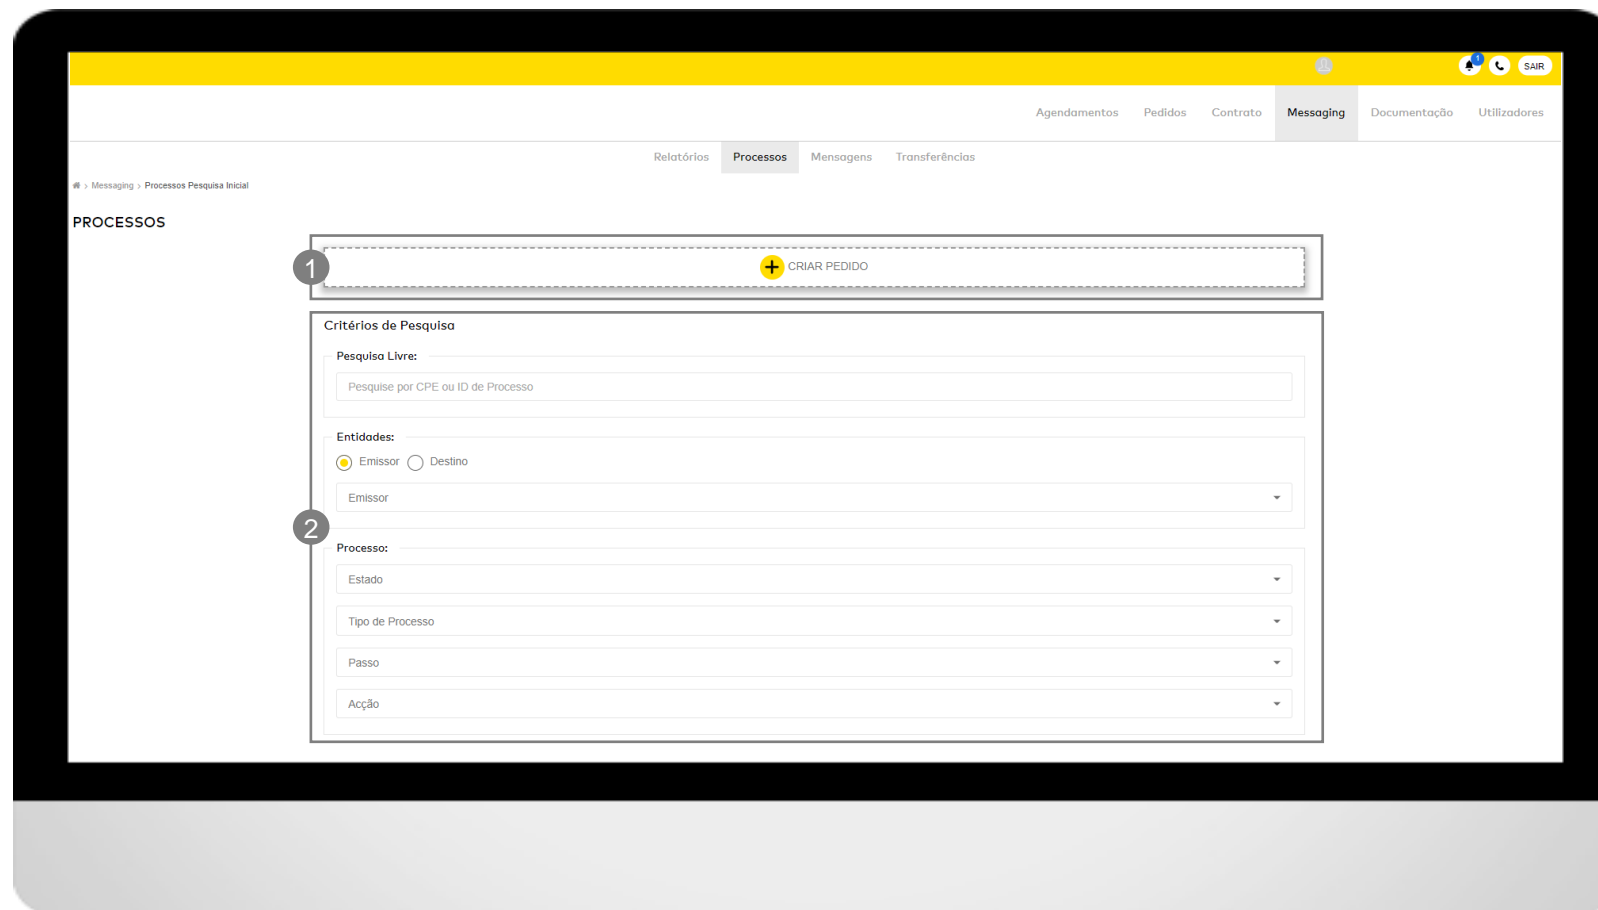 1
SAIR
Agendamentos Pedidos Contrato Messaging Documentação Utilizadores
Relatórios Processos Mensagens Transferências
> Messaging > Processos Pesquisa Inicial
PROCESSOS
1
+ CRIAR PEDIDO
Critérios de Pesquisa
Pesquisa Livre:
Pesquise por CPE ou ID de Processo
Entidades:
Emissor Destino
Emissor
2
Processo:
Estado
Tipo de Processo
Passo
Acção